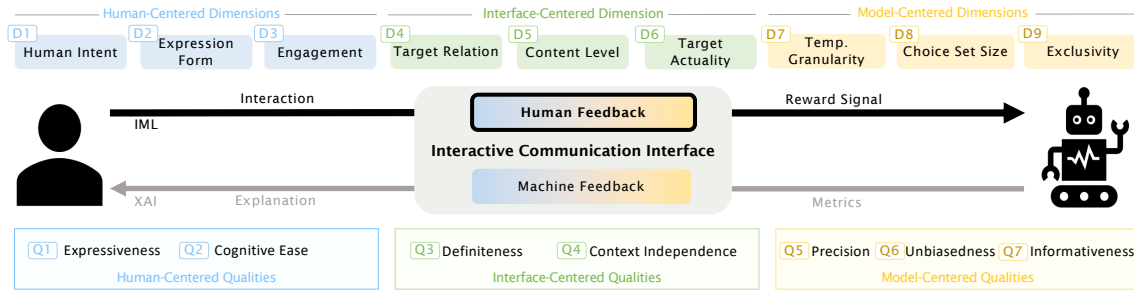 Human-Centered Dimensions
Interface-Centered Dimension
Model-Centered Dimensions
D1 Human Intent
D2 Expression Form
D3 Engagement
D4 Target Relation
D5 Content Level
D6 Target Actuality
D7 Temp. Granularity
D8 Choice Set Size
D9 Exclusivity
Interaction
IML
Human Feedback
Reward Signal
Interactive Communication Interface
Machine Feedback
XAI
Explanation
Metrics
Q1 Expressiveness
Q2 Cognitive Ease
Human-Centered Qualities
Q3 Definiteness
Q4 Context Independence
Interface-Centered Qualities
Q5 Precision
Q6 Unbiasedness
Q7 Informativeness
Model-Centered Qualities